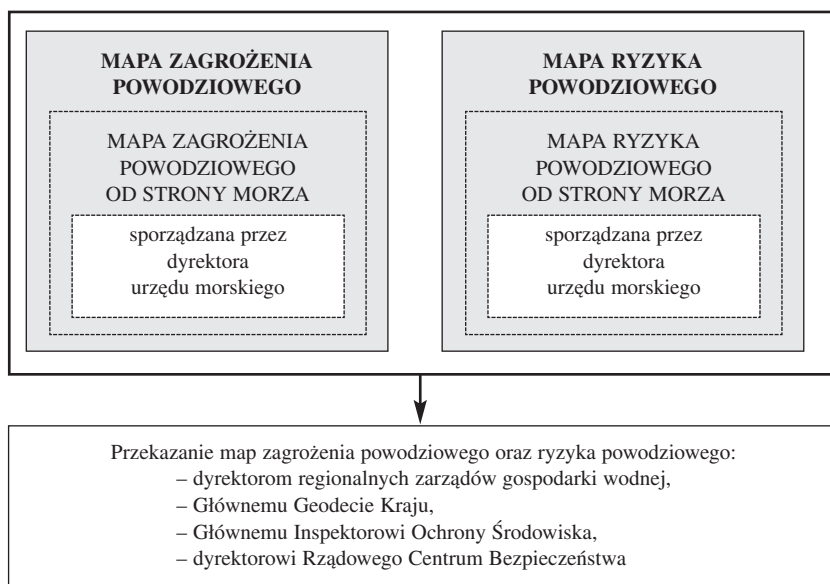 MAPA ZAGROŻENIA
POWODZIOWEGO
MAPA ZAGROŻENIA
POWODZIOWEGO
OD STRONY MORZA
sporządzana przez
dyrektora
urzędu morskiego
MAPA RYZYKA
POWODZIOWEGO
MAPA RYZYKA
POWODZIOWEGO
OD STRONY MORZA
sporządzana przez
dyrektora
urzędu morskiego
Przekazanie map zagrożenia powodziowego oraz ryzyka powodziowego:
– dyrektorom regionalnych zarządów gospodarki wodnej,
– Głównemu Geodecie Kraju,
– Głównemu Inspektorowi Ochrony Środowiska,
– dyrektorowi Rządowego Centrum Bezpieczeństwa